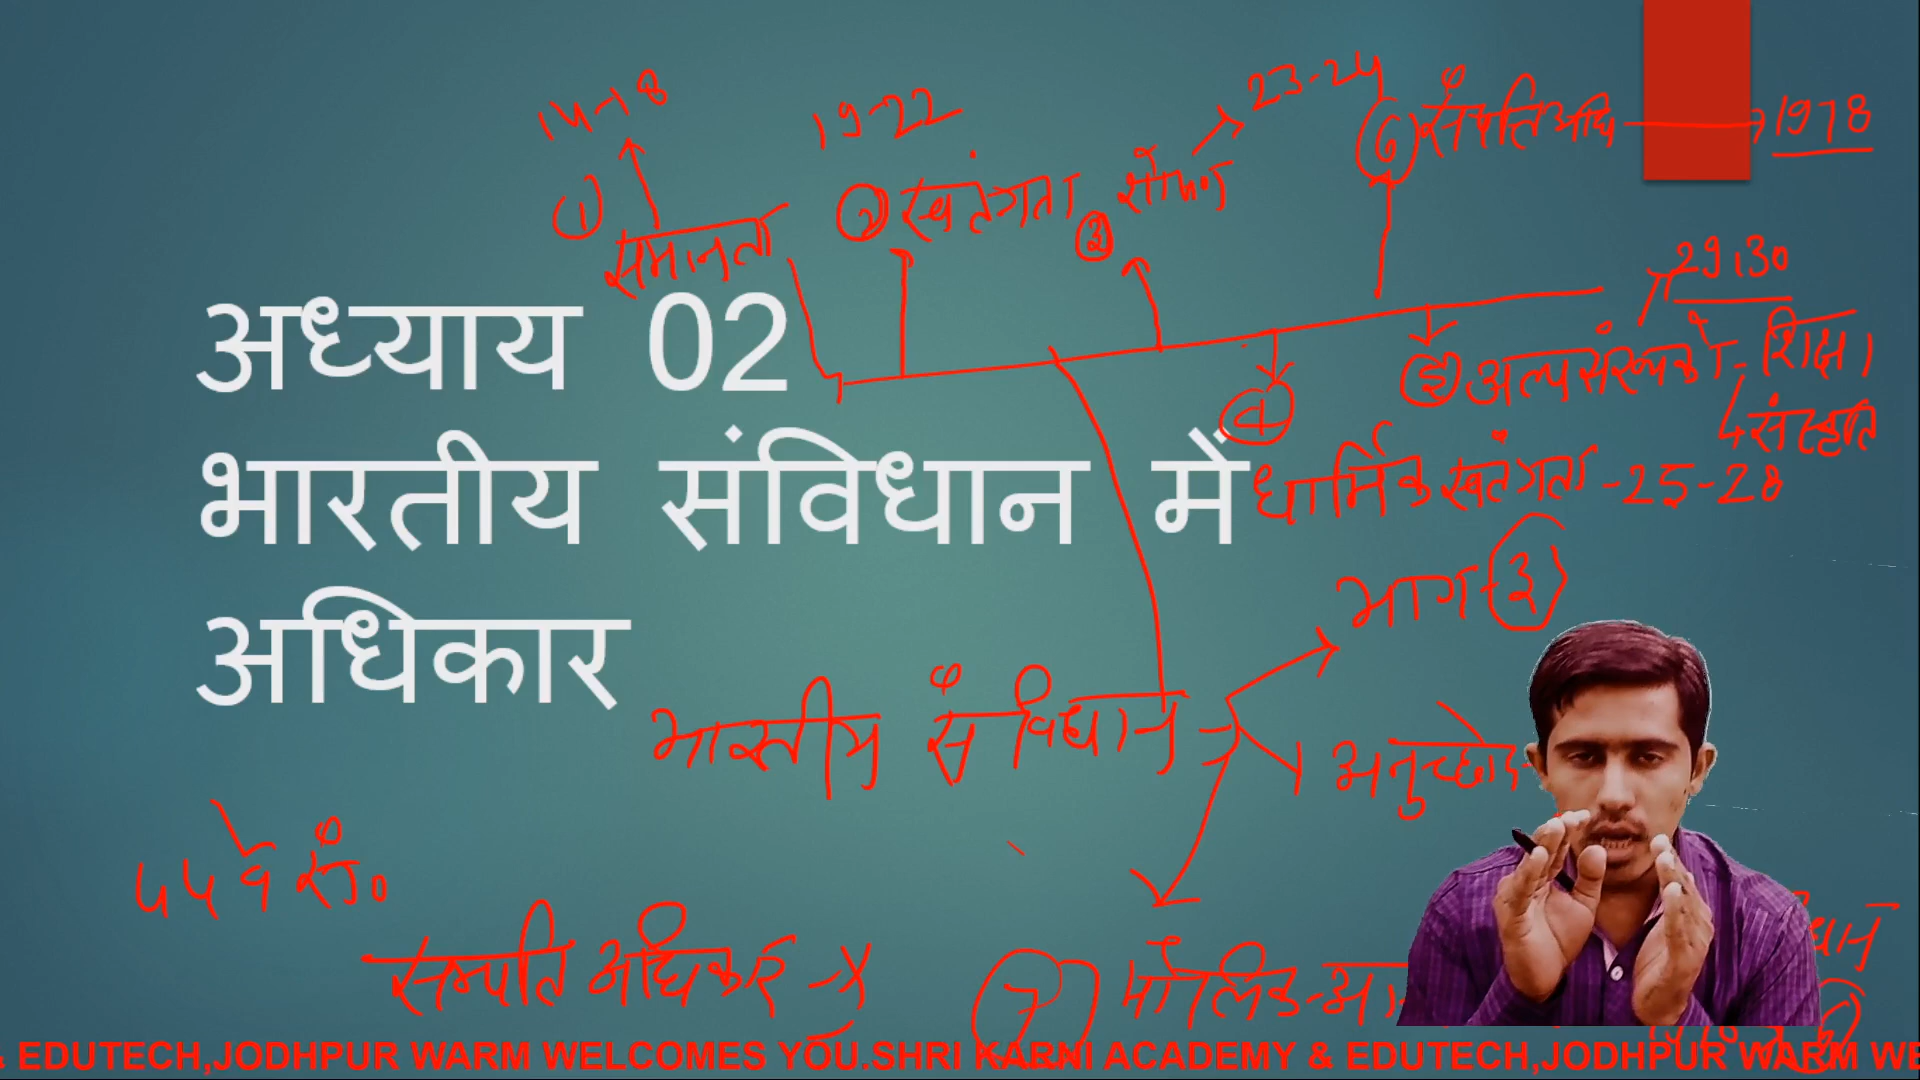 14-18
19-22
23-24
① समानता
② स्वतंत्रता
③ शोषण
⑥ संपति अधि → 1978
29,30
⑤ अल्पसंख्यकों - शिक्षा
संस्कृति
④
धार्मिक स्वतंत्रता - 25-28
अध्याय 02
भारतीय संविधान में
अधिकार
भाग-③
भारतीय संविधान
अनुच्छेद
44वे सं०
सम्पति अधिकार - X
⑦ मौलिक-
& EDUTECH,JODHPUR WARM WELCOMES YOU.SHRI KARNI ACADEMY & EDUTECH,JODHPUR WARM WE